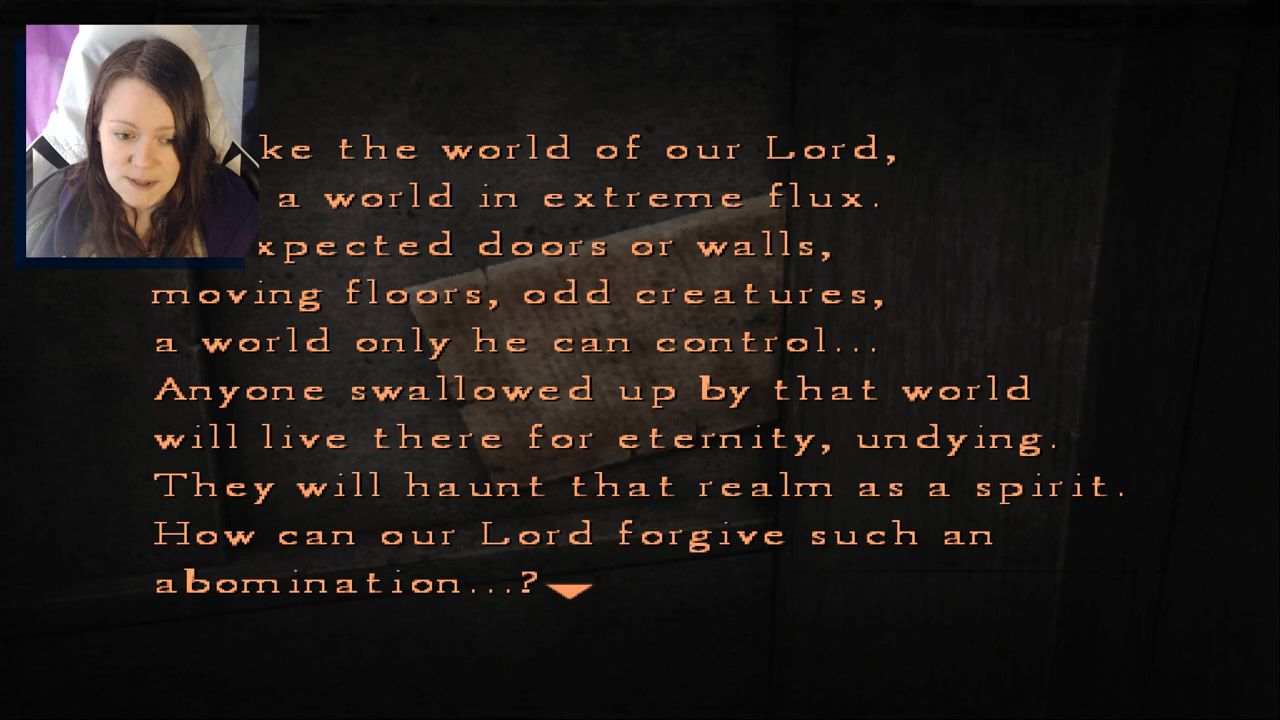 the world of our Lord,
a world in extreme flux.
doors or walls,
moving floors, odd creatures,
a world only he can control...
Anyone swallowed up by that world
will live there for eternity, undying.
They will haunt that realm as a spirit.
How can our Lord forgive such an
abomination...?